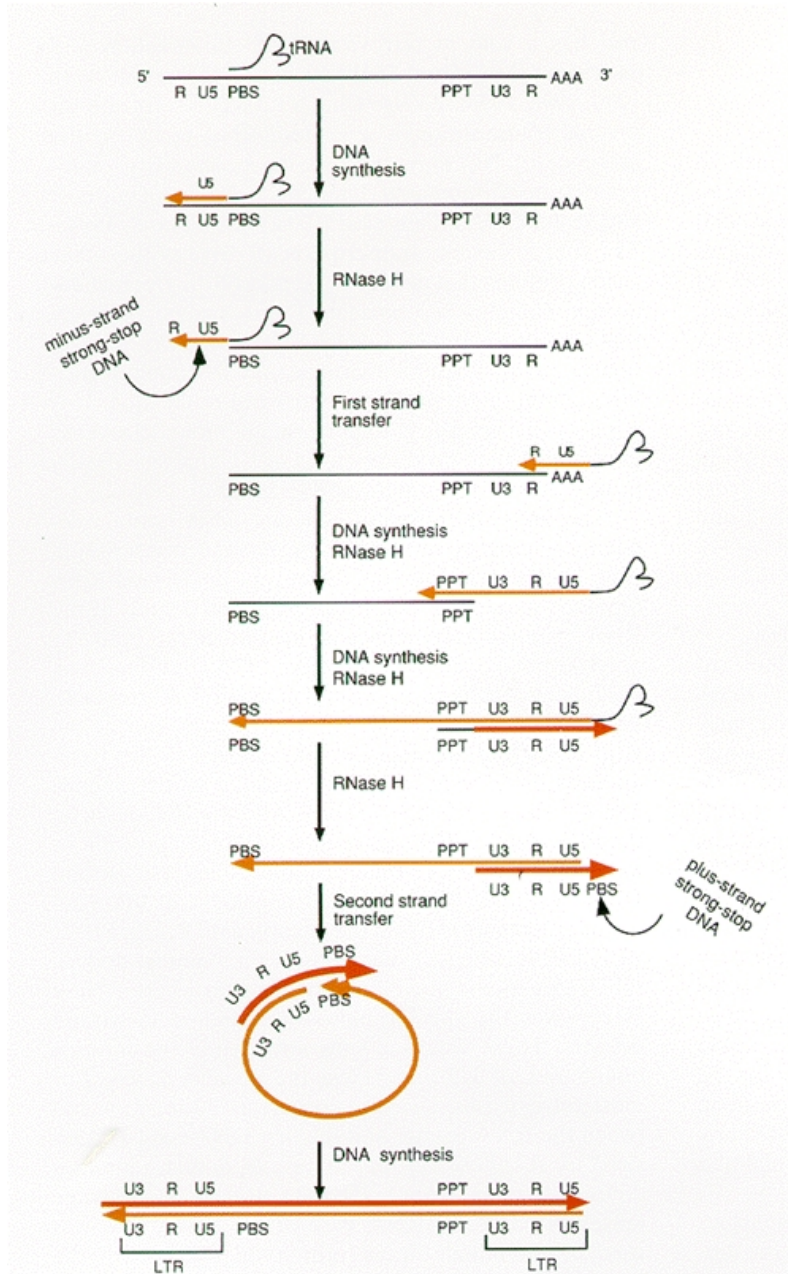 tRNA
5' AAA 3'
R U5 PBS PPT U3 R
DNA
synthesis
U5
AAA
R U5 PBS PPT U3 R
RNase H
minus-strand
strong-stop
DNA
R U5
AAA
PBS PPT U3 R
First strand
transfer
R U5
AAA
PBS PPT U3 R
DNA synthesis
RNase H
PPT U3 R U5
PBS PPT
DNA synthesis
RNase H
PBS PPT U3 R U5
PBS PPT U3 R U5
RNase H
PBS PPT U3 R U5
U3 R U5 PBS
plus-strand
strong-stop
DNA
Second strand
transfer
U3 R U5 PBS
U3 R U5 PBS
DNA synthesis
U3 R U5 PPT U3 R U5
U3 R U5 PBS PPT U3 R U5
LTR LTR